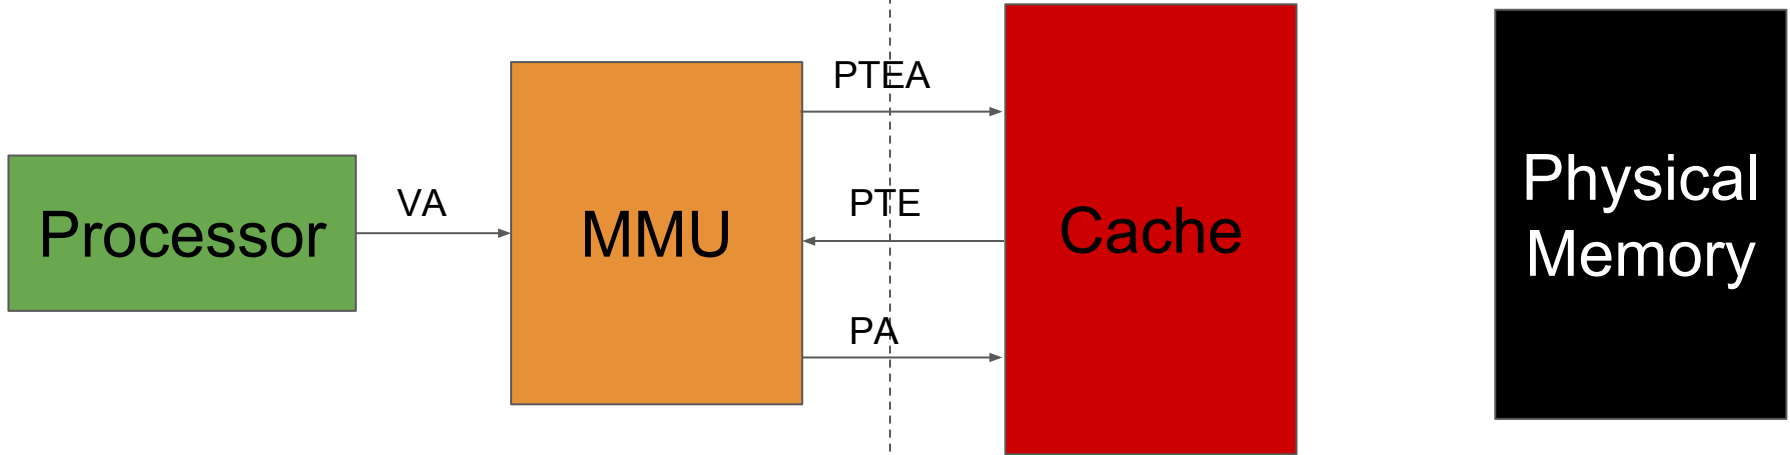 Processor
VA
MMU
PTEA
PTE
PA
Cache
Physical
Memory